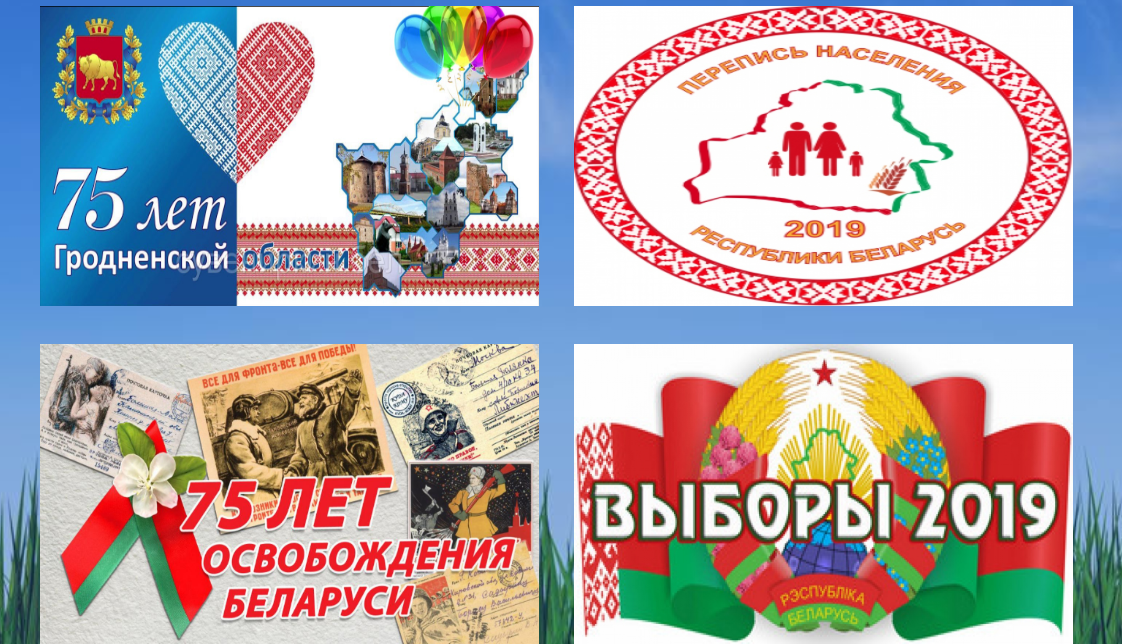 75 лет
Гродненской области
ПЕРЕПИСЬ НАСЕЛЕНИЯ
2019
РЕСПУБЛИКИ БЕЛАРУСЬ
ВСЕ ДЛЯ ФРОНТА·ВСЕ ДЛЯ ПОБЕДЫ!
75 ЛЕТ
ОСВОБОЖДЕНИЯ
БЕЛАРУСИ
ВЫБОРЫ 2019
РЭСПУБЛІКА
БЕЛАРУСЬ